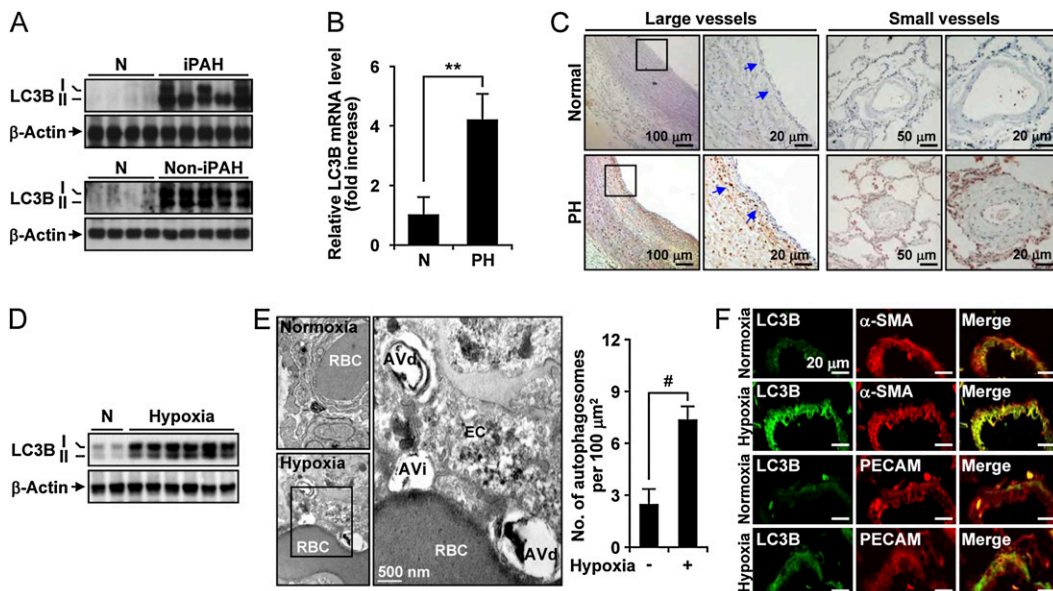 A
N iPAH
I
LC3B II
β-Actin
N Non-iPAH
I
LC3B II
β-Actin
B
Relative LC3B mRNA level
(fold increase)
6
4
2
0
**
N PH
C
Large vessels Small vessels
Normal
100 μm 20 μm 50 μm 20 μm
PH
100 μm 20 μm 50 μm 20 μm
D
N Hypoxia
I
LC3B II
β-Actin
E
Normoxia
RBC
Hypoxia
RBC
AVd
EC
AVi
RBC
AVd
500 nm
No. of autophagosomes
per 100 μm²
12
9
6
3
0
#
Hypoxia - +
F
Normoxia
LC3B α-SMA Merge
20 μm
Hypoxia
LC3B α-SMA Merge
Normoxia
LC3B PECAM Merge
Hypoxia
LC3B PECAM Merge